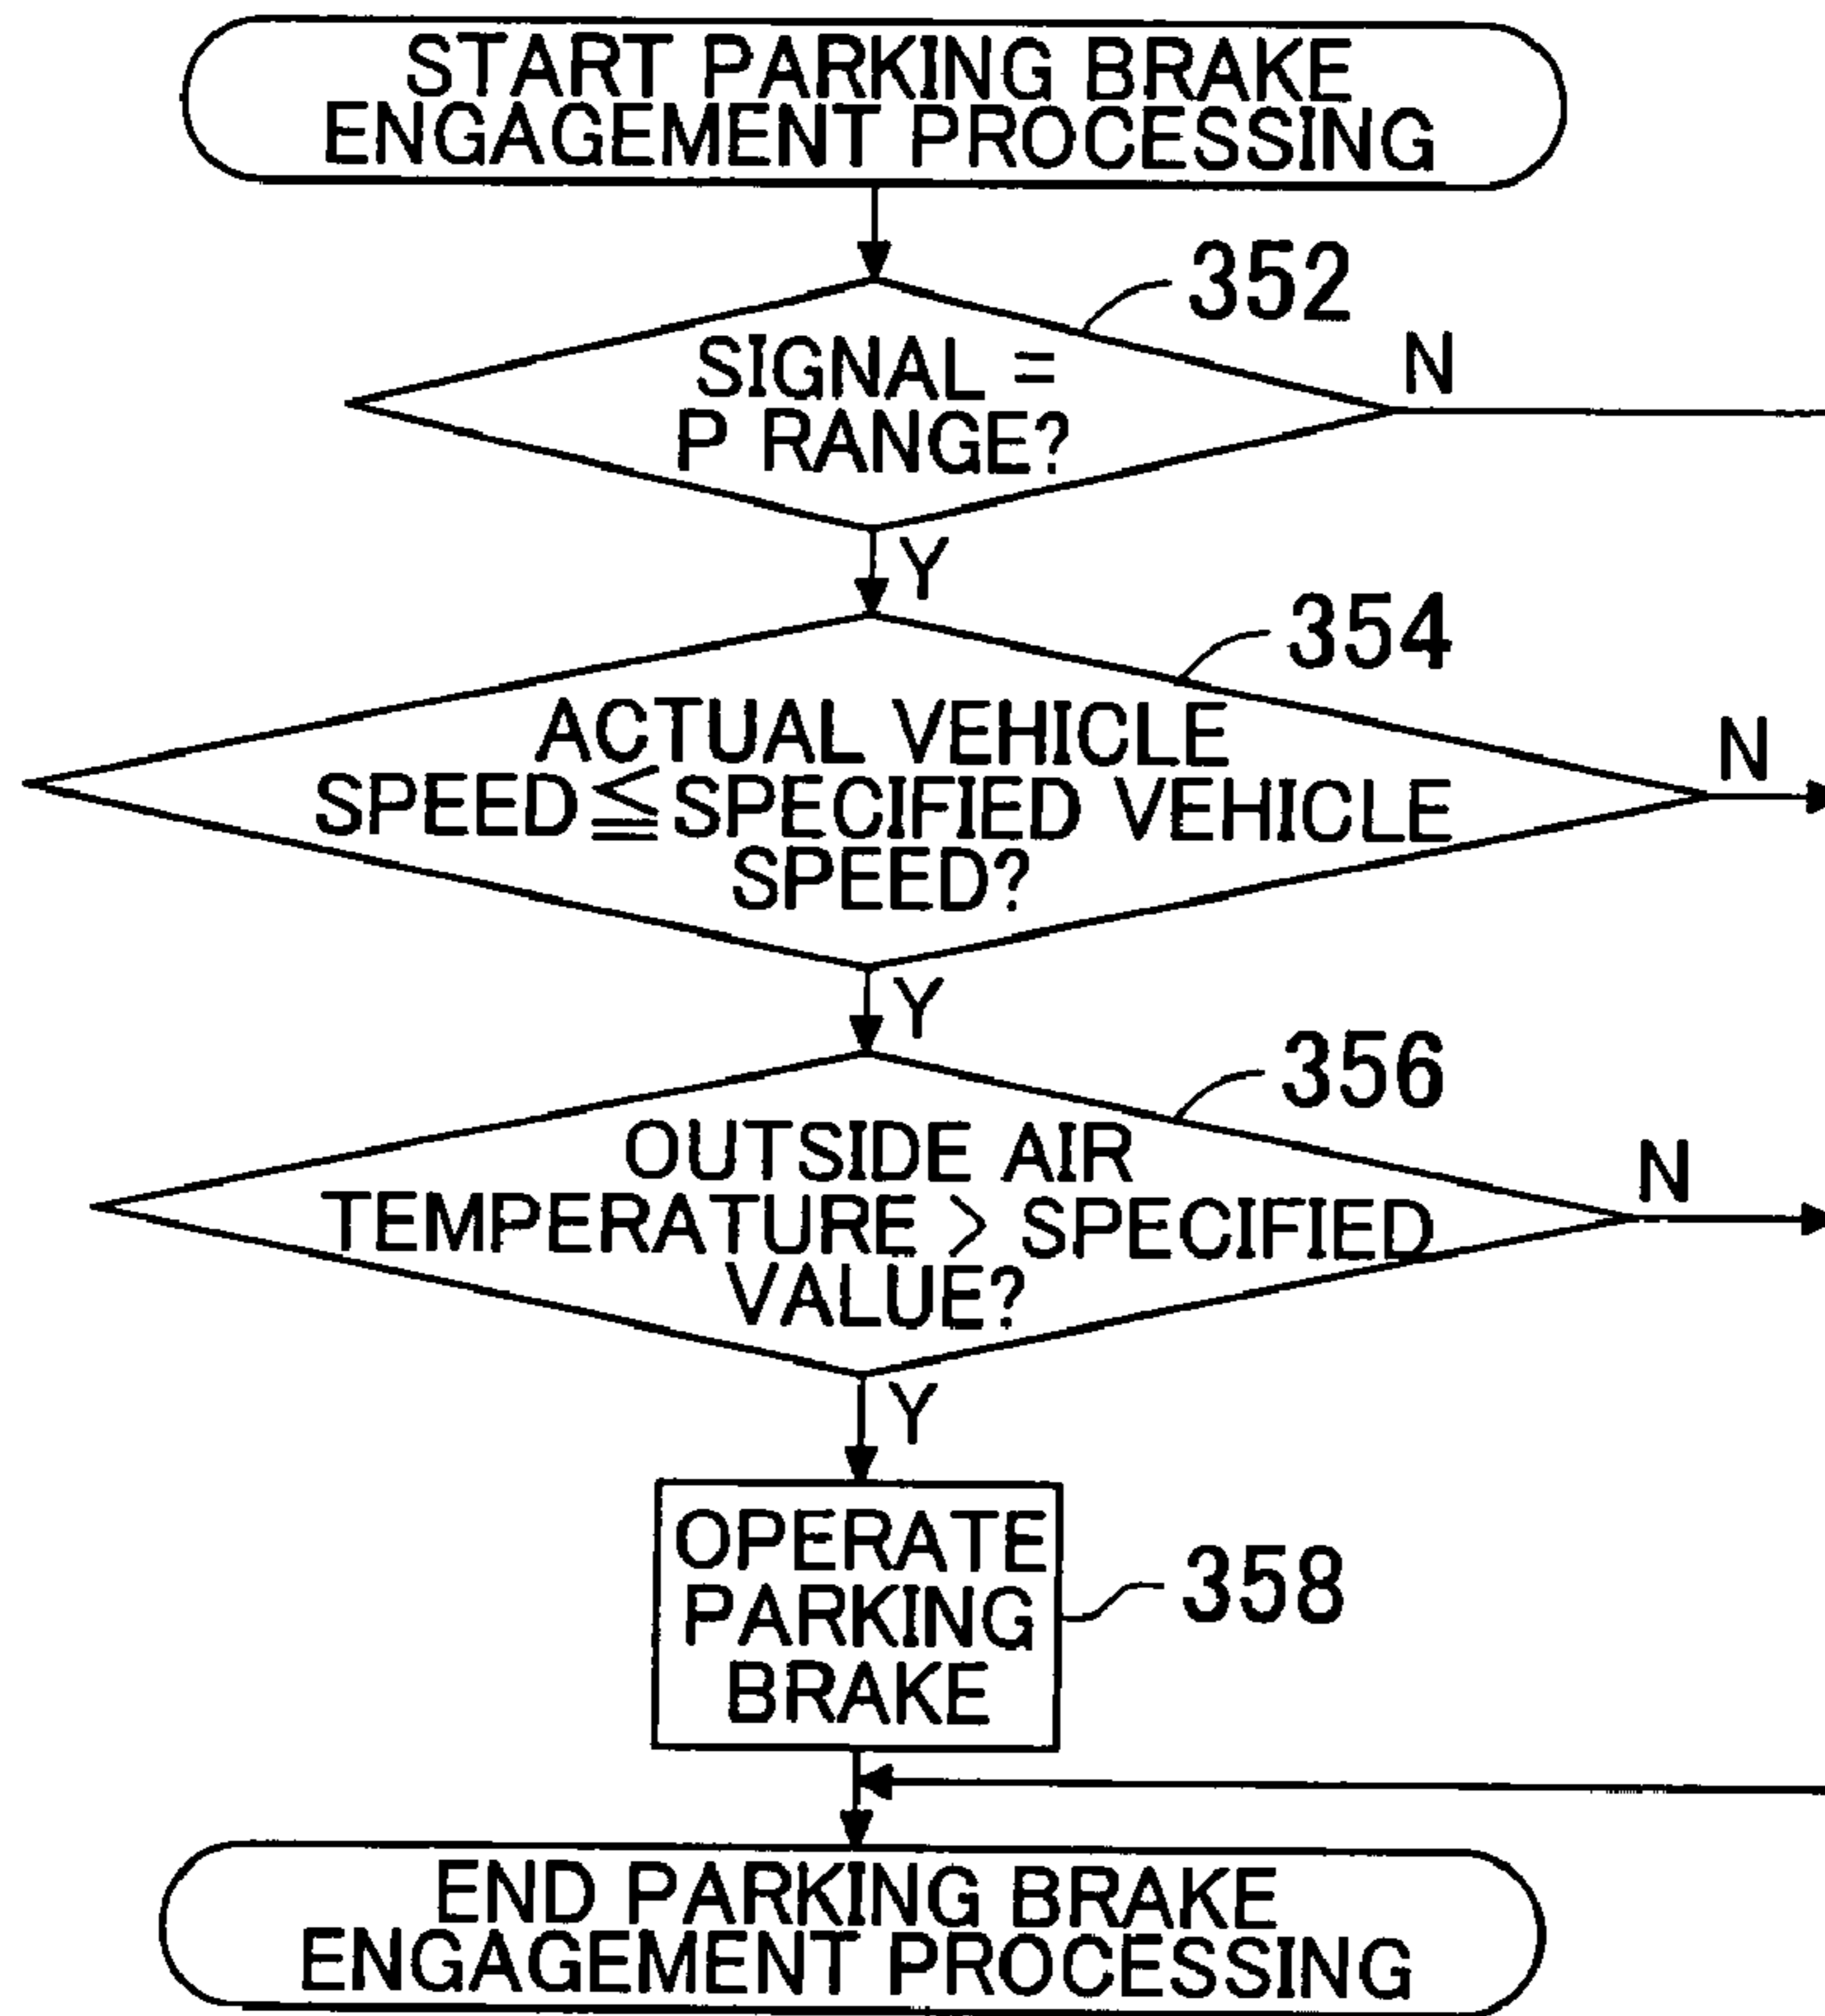 START PARKING BRAKE
ENGAGEMENT PROCESSING
352
SIGNAL =
P RANGE?
N
Y
354
ACTUAL VEHICLE
SPEED≦SPECIFIED VEHICLE
SPEED?
N
Y
356
OUTSIDE AIR
TEMPERATURE > SPECIFIED
VALUE?
N
Y
OPERATE
PARKING
BRAKE
358
END PARKING BRAKE
ENGAGEMENT PROCESSING